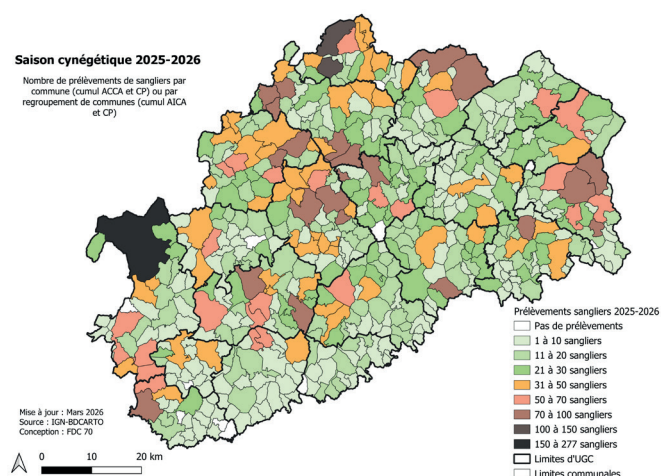 Saison cynégétique 2025-2026
Nombre de prélèvements de sangliers par
commune (cumul ACCA et CP) ou par
regroupement de communes (cumul AICA
et CP)
Prélèvements sangliers 2025-2026
Pas de prélèvements
1 à 10 sangliers
11 à 20 sangliers
21 à 30 sangliers
31 à 50 sangliers
50 à 70 sangliers
70 à 100 sangliers
100 à 150 sangliers
150 à 277 sangliers
Limites d'UGC
Limites communales
Mise à jour : Mars 2026
Source : IGN-BDCARTO
Conception : FDC 70
0 10 20 km